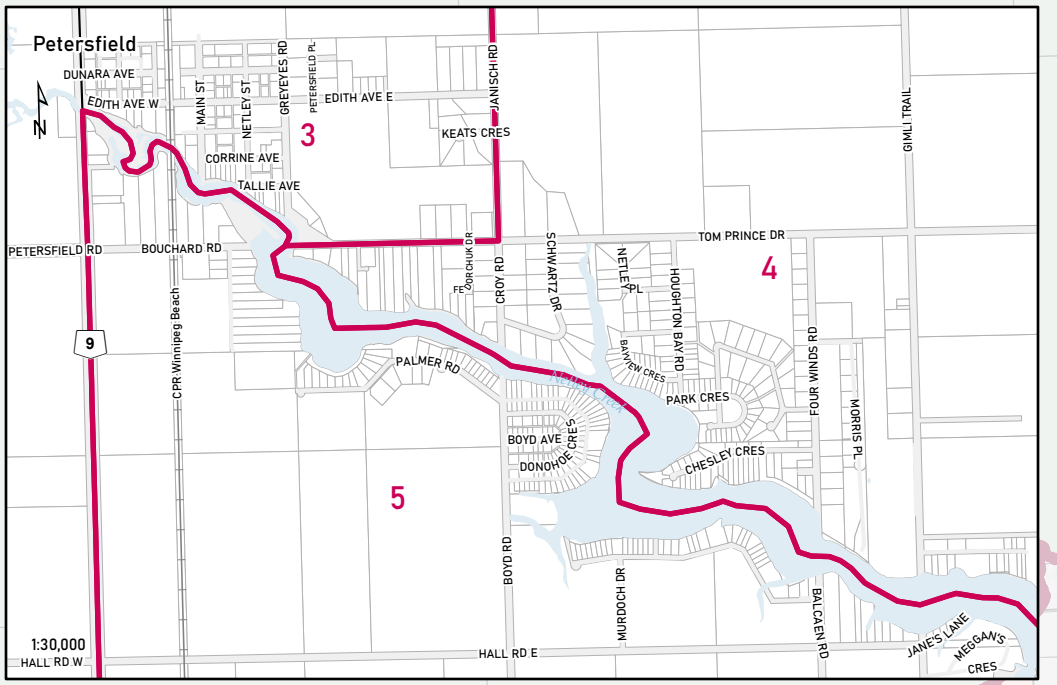 Petersfield
DUNARA AVE
EDITH AVE W
MAIN ST
NETLEY ST
GREYEYES RD
PETERSFIELD PL
EDITH AVE E
JANISCH RD
GIMLI TRAIL
N
3
KEATS CRES
CORRINE AVE
TALLIE AVE
PETERSFIELD RD
BOUCHARD RD
FEDORCHUK DR
CROY RD
SCHWARTZ DR
NETLEY PL
TOM PRINCE DR
4
HOUGHTON BAY RD
9
CPR Winnipeg Beach
PALMER RD
BAYVIEW CRES
FOUR WINDS RD
Netley Creek
PARK CRES
MORRIS PL
BOYD AVE
DONOHOE CRES
CHESLEY CRES
5
BOYD RD
MURDOCH DR
BALCAEN RD
JANE'S LANE
MEGGAN'S
CRES
1:30,000
HALL RD W
HALL RD E